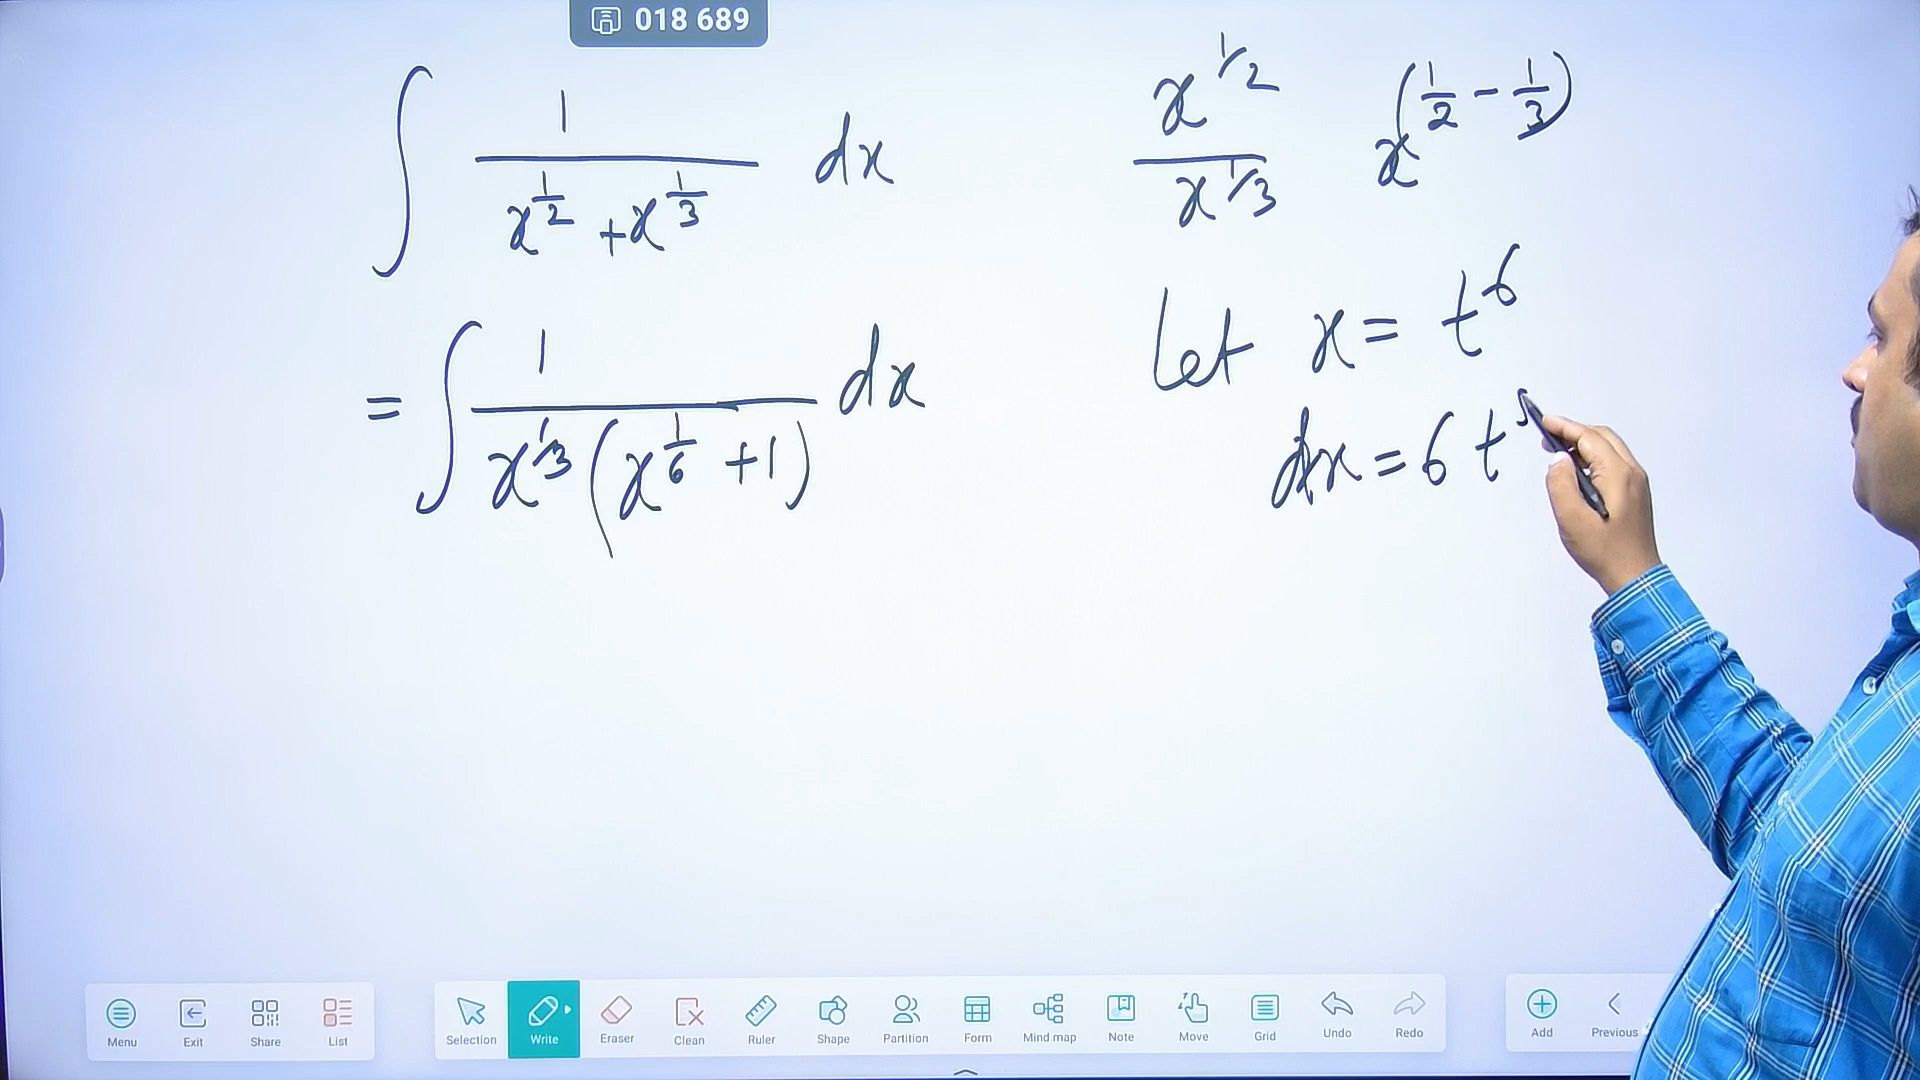 018 689
∫ 1 / (x^(1/2) + x^(1/3)) dx
x^(1/2) / x^(1/3) x^(1/2 - 1/3)
Let x = t^6
= ∫ 1 / (x^(1/3) (x^(1/6) + 1)) dx
dx = 6 t^5
Menu Exit Share List Selection Write Eraser Clean Ruler Shape Partition Form Mind map Note Move Grid Undo Redo Add Previous